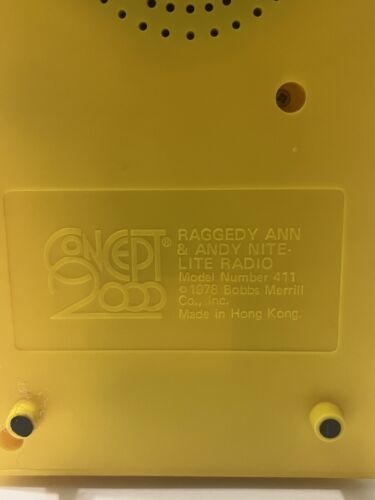 CONCEPT®
2000
RAGGEDY ANN
& ANDY NITE-
LITE RADIO
Model Number 411
©1978 Bobbs Merrill
Co., Inc.
Made in Hong Kong.